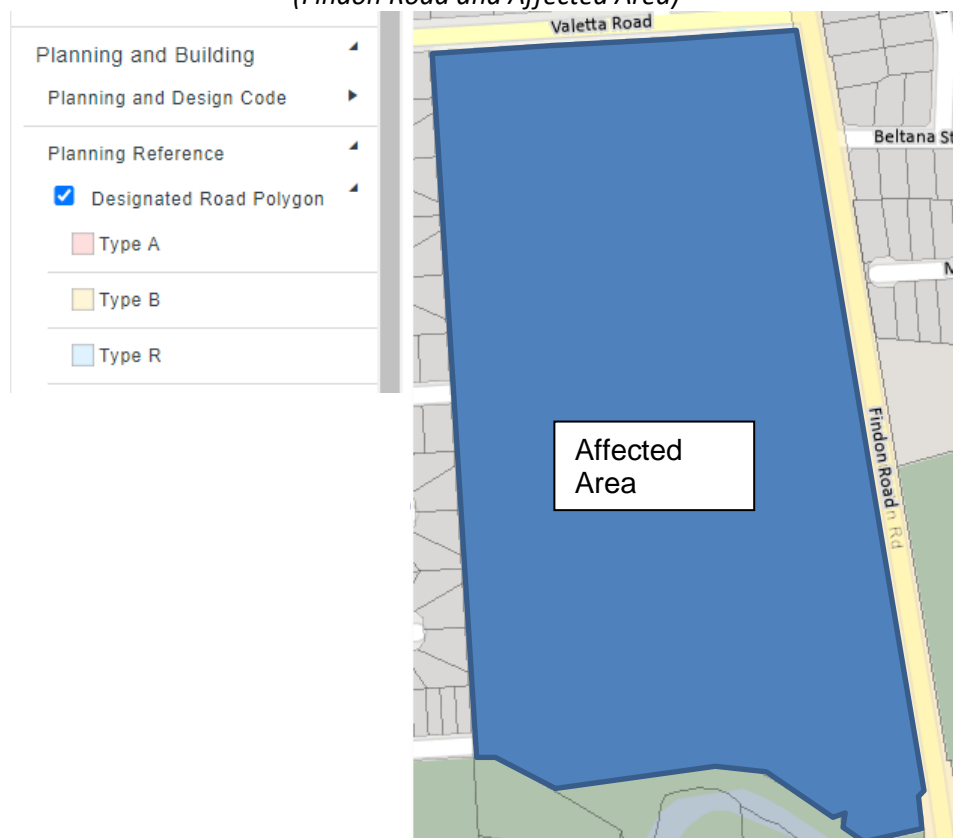 (Findon Road and Affected Area)
Planning and Building
Planning and Design Code
Planning Reference
Designated Road Polygon
Type A
Type B
Type R
Valetta Road
Beltana St
M
Affected
Area
Findon Road
n Rd